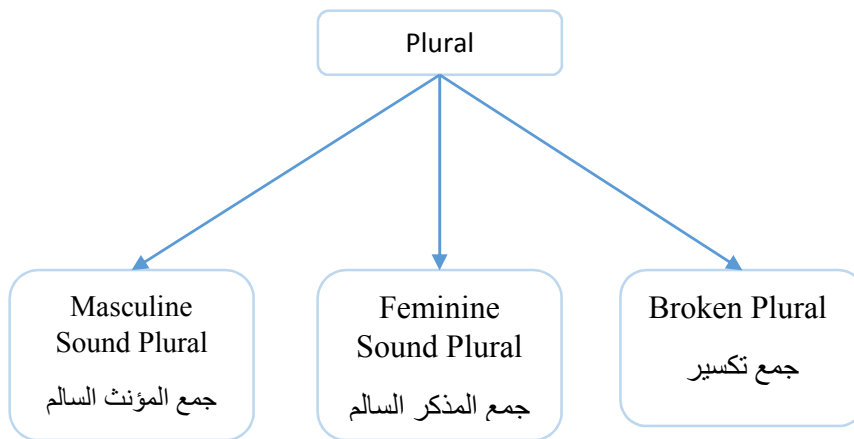 Plural
Masculine
Sound Plural
جمع المؤنث السالم
Feminine
Sound Plural
جمع المذكر السالم
Broken Plural
جمع تكسير